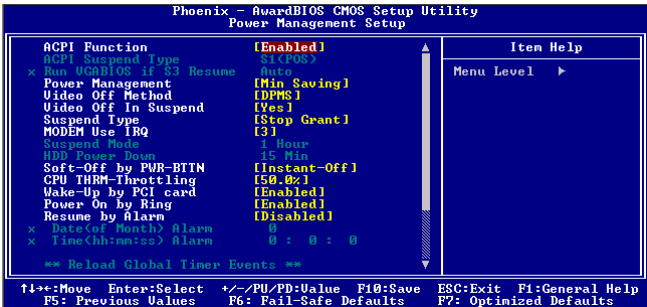 Phoenix - AwardBIOS CMOS Setup Utility
Power Management Setup
ACPI Function [Enabled]
ACPI Suspend Type S1(POS)
x Run VGABIOS if S3 Resume Auto
Power Management [Min Saving]
Video Off Method [DPMS]
Video Off In Suspend [Yes]
Suspend Type [Stop Grant]
MODEM Use IRQ [3]
Suspend Mode 1 Hour
HDD Power Down 15 Min
Soft-Off by PWR-BTTN [Instant-Off]
CPU THRM-Throttling [50.0%]
Wake-Up by PCI card [Enabled]
Power On by Ring [Enabled]
Resume by Alarm [Disabled]
x Date(of Month) Alarm 0
x Time(hh:mm:ss) Alarm 0 : 0 : 0
** Reload Global Timer Events **
Item Help
Menu Level ►
↑↓→←:Move Enter:Select +/-/PU/PD:Value F10:Save ESC:Exit F1:General Help
F5: Previous Values F6: Fail-Safe Defaults F7: Optimized Defaults